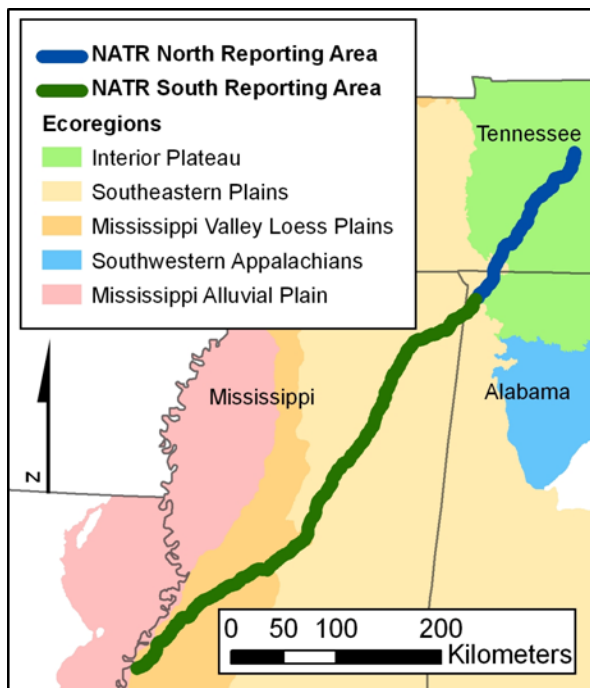 NATR North Reporting Area
NATR South Reporting Area
Ecoregions
Interior Plateau
Southeastern Plains
Mississippi Valley Loess Plains
Southwestern Appalachians
Mississippi Alluvial Plain
Tennessee
Mississippi
Alabama
N
0 50 100 200
Kilometers